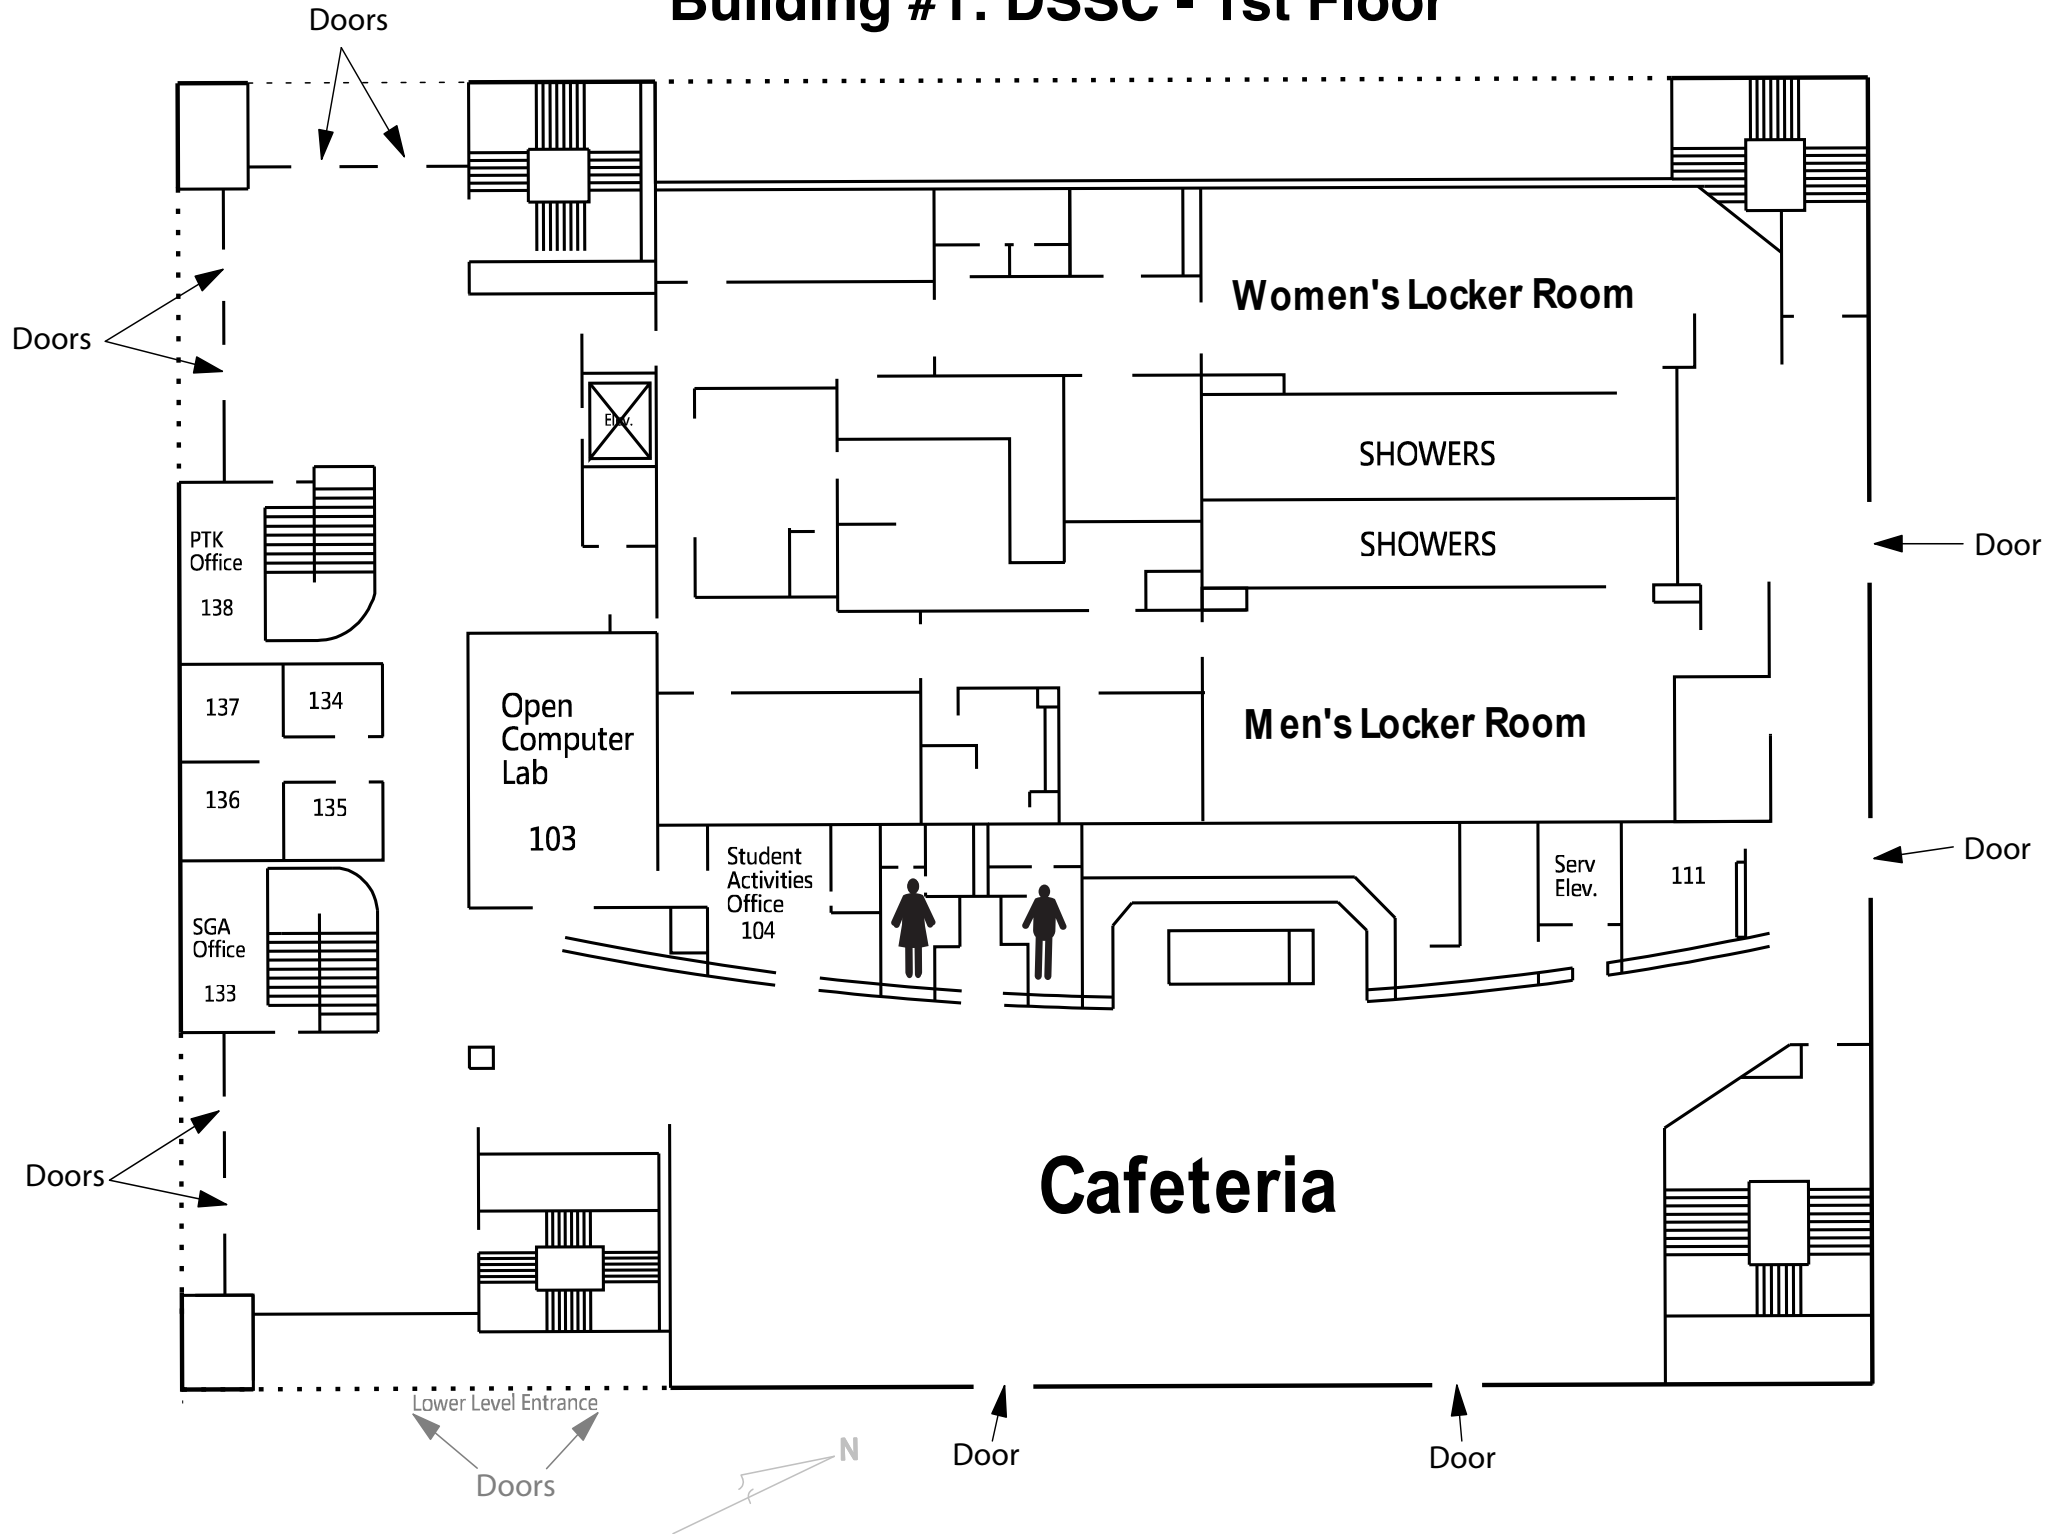 Building #1: DSSC - 1st Floor
Doors
Women's Locker Room
Doors
Elev.
SHOWERS
PTK
Office
138
SHOWERS
Door
137
134
Open
Computer
Lab
103
Men's Locker Room
136
135
Student
Activities
Office
104
Serv
Elev.
111
Door
SGA
Office
133
Doors
Cafeteria
Lower Level Entrance
Doors
N
Door
Door